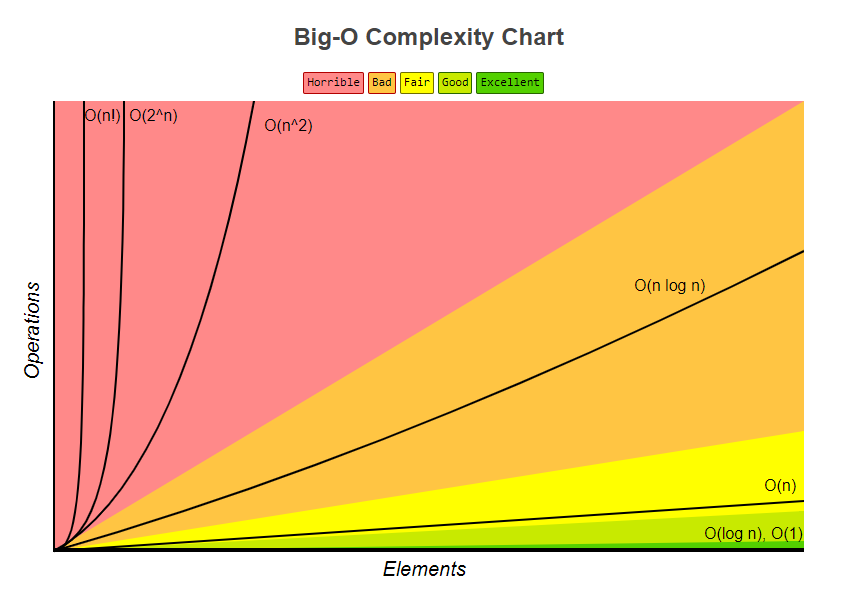 Big-O Complexity Chart
Horrible Bad Fair Good Excellent
O(n!) O(2^n)
O(n^2)
O(n log n)
Operations
O(n)
O(log n), O(1)
Elements